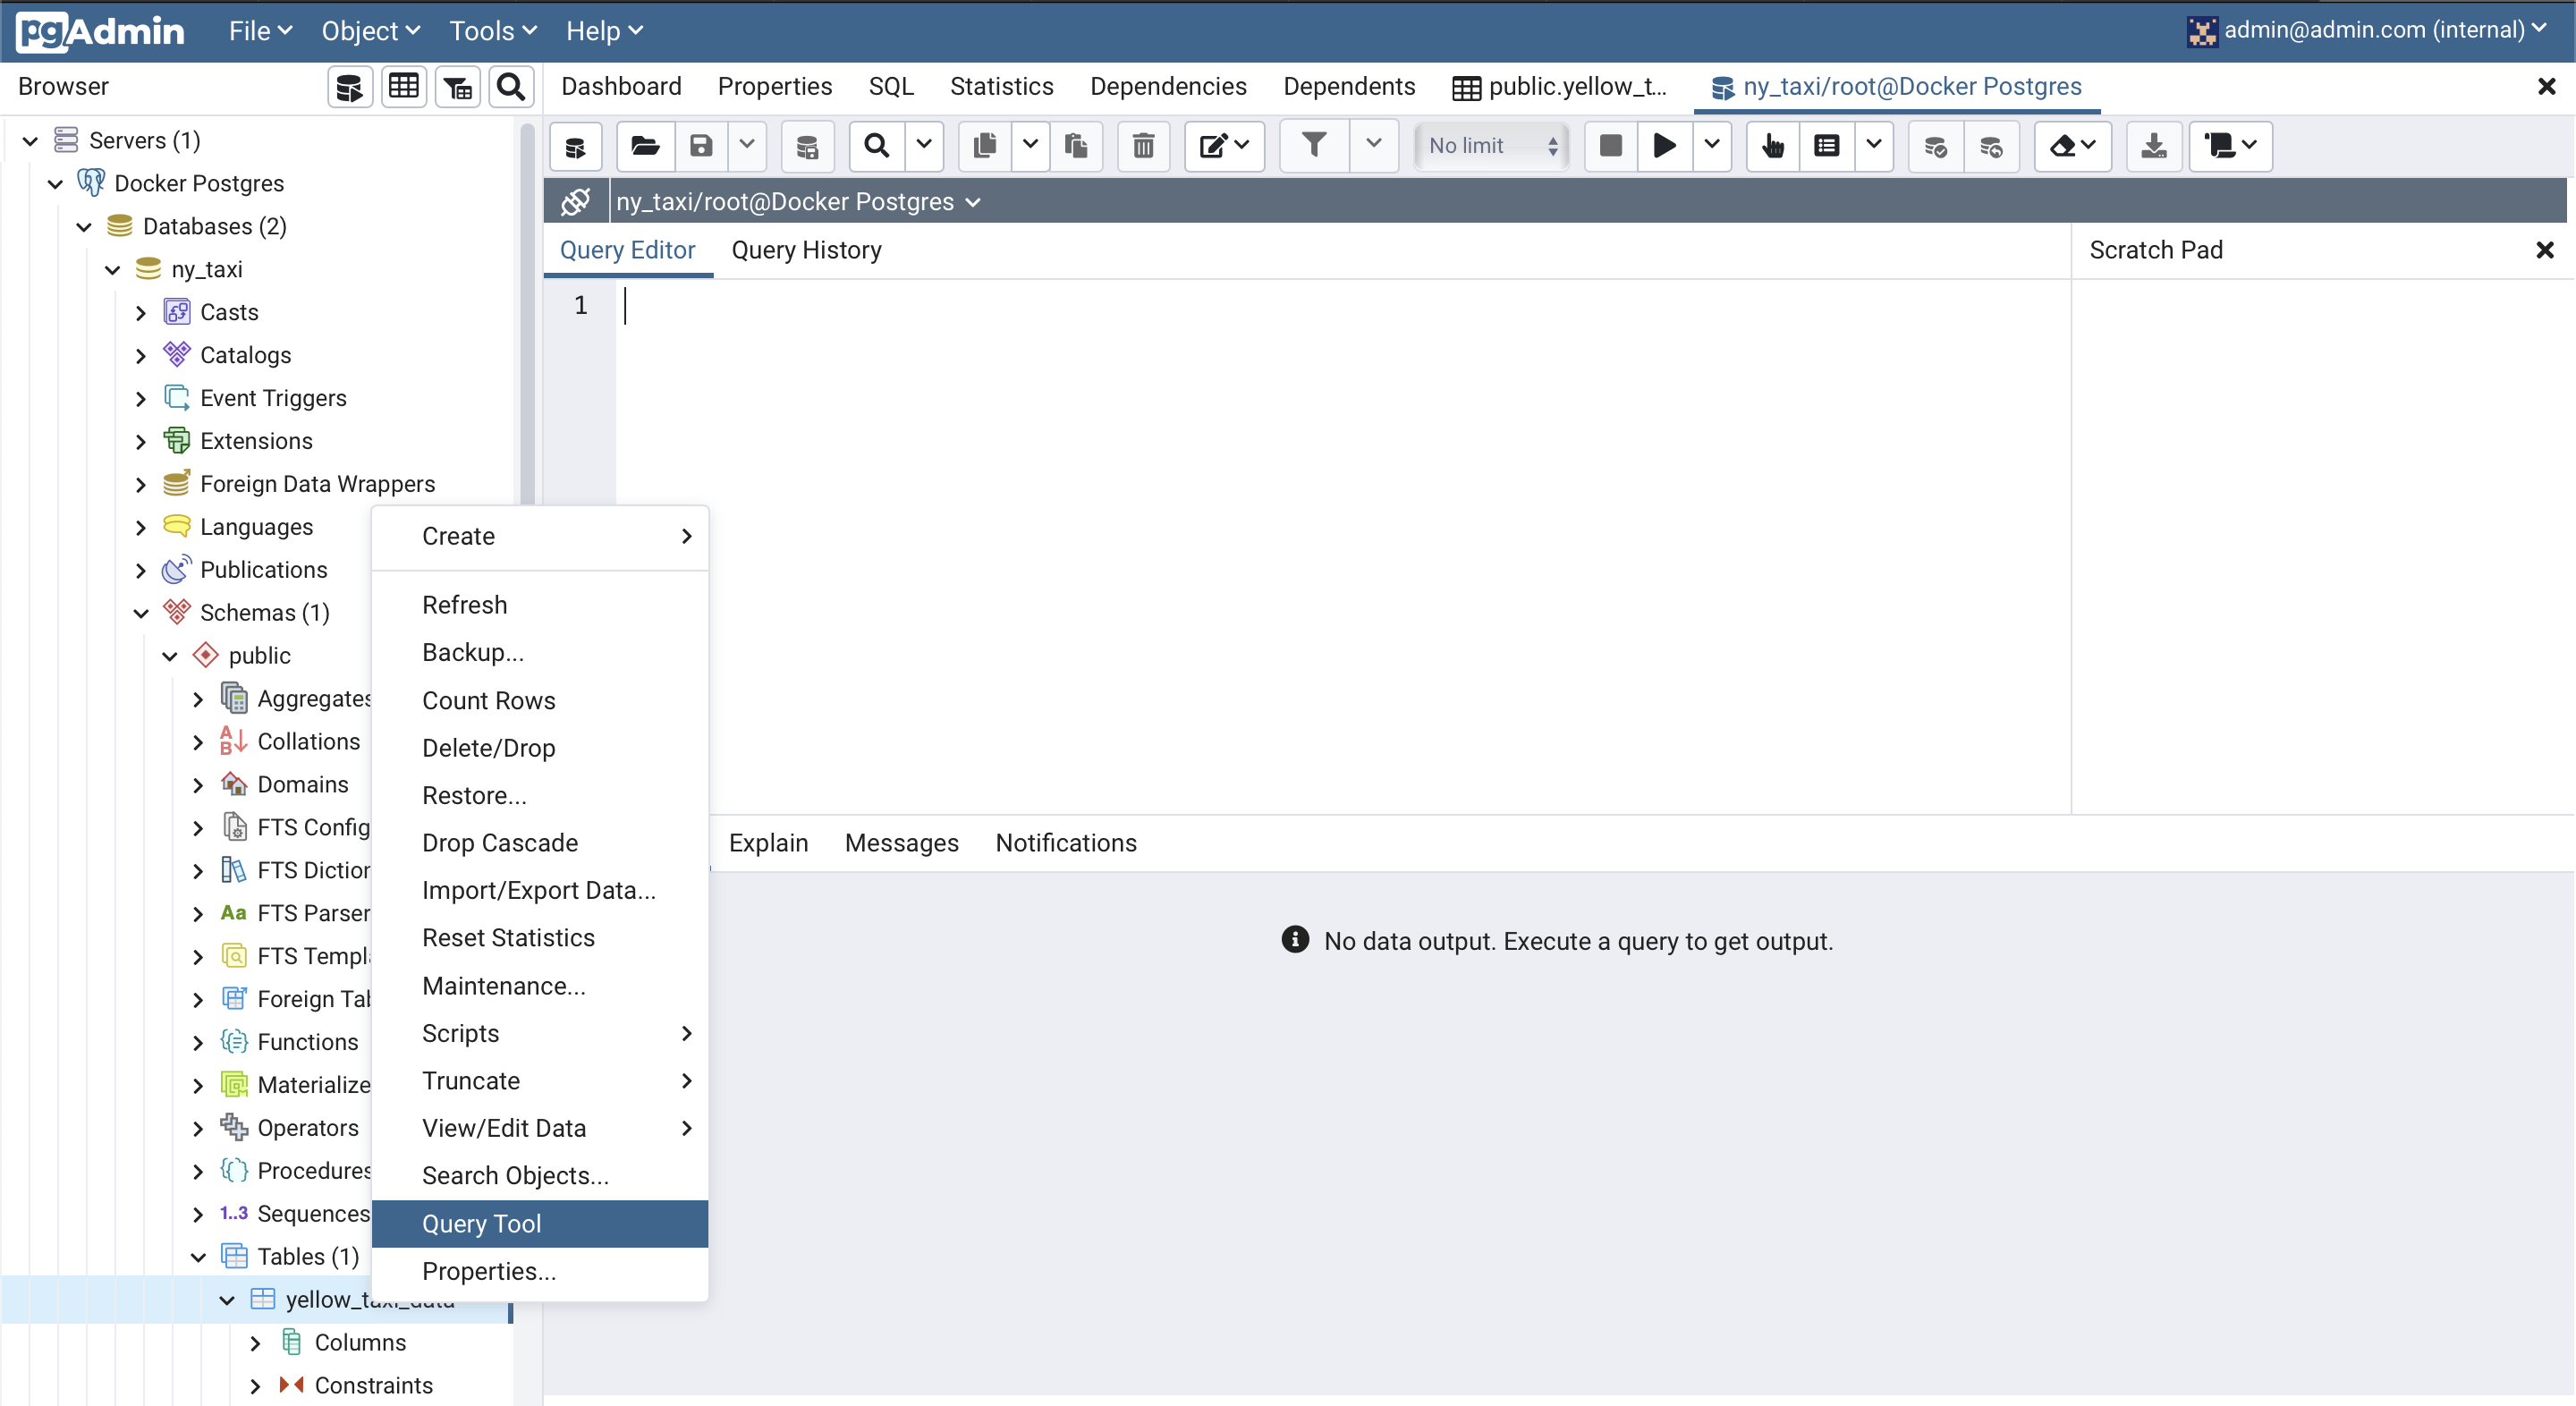 pgAdmin File Object Tools Help admin@admin.com (internal)
Browser Dashboard Properties SQL Statistics Dependencies Dependents public.yellow_t... ny_taxi/root@Docker Postgres
No limit
Servers (1)
Docker Postgres
Databases (2)
ny_taxi
Casts
Catalogs
Event Triggers
Extensions
Foreign Data Wrappers
Languages
Publications
Schemas (1)
public
Aggregates
Collations
Domains
FTS Config
FTS Diction
FTS Parser
FTS Templa
Foreign Tab
Functions
Materialize
Operators
Procedures
1..3 Sequences
Tables (1)
yellow_taxi_data
Columns
Constraints
Create
Refresh
Backup...
Count Rows
Delete/Drop
Restore...
Drop Cascade
Import/Export Data...
Reset Statistics
Maintenance...
Scripts
Truncate
View/Edit Data
Search Objects...
Query Tool
Properties...
ny_taxi/root@Docker Postgres
Query Editor Query History Scratch Pad
1
Explain Messages Notifications
No data output. Execute a query to get output.